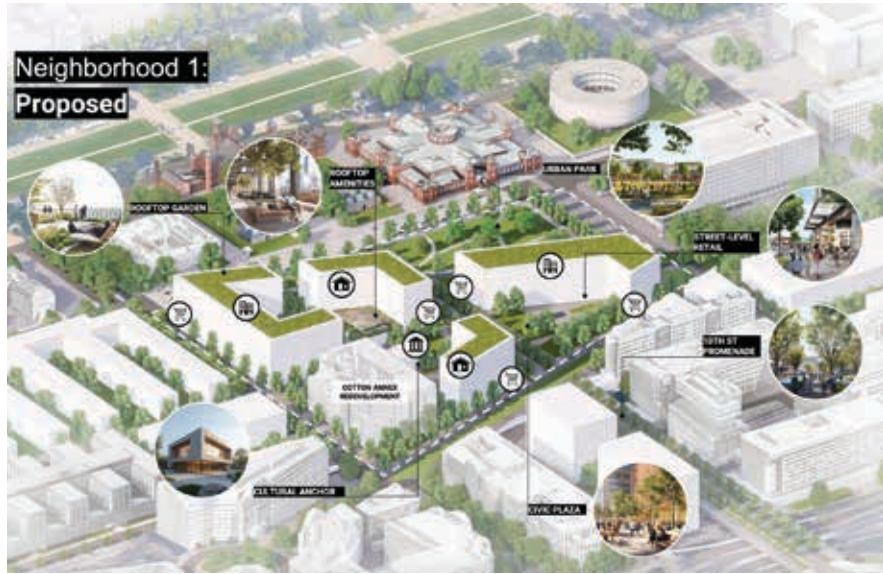 Neighborhood 1:
Proposed
ROOFTOP GARDEN
ROOFTOP
AMENITIES
URBAN PARK
STREET-LEVEL
RETAIL
10TH ST
PROMENADE
COTTON ANNEX
REDEVELOPMENT
CULTURAL ANCHOR
CIVIC PLAZA